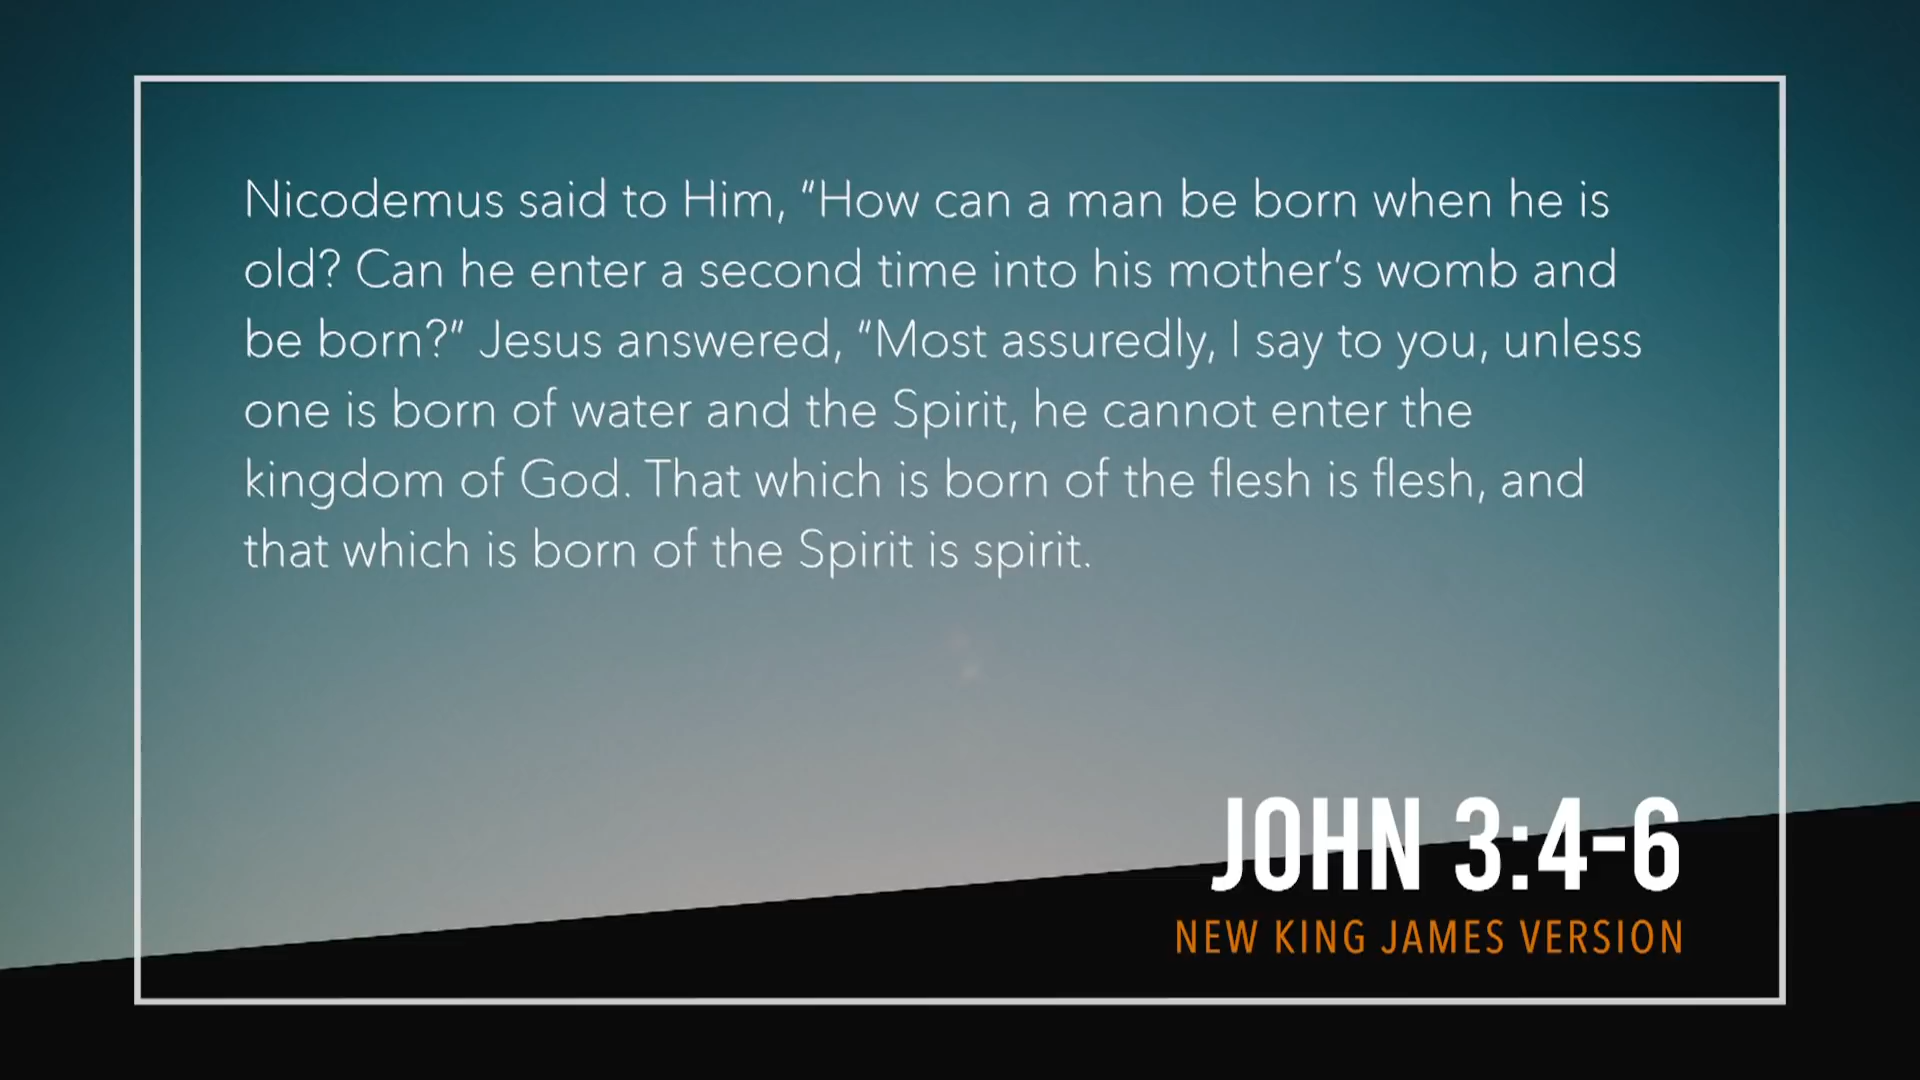 Nicodemus said to Him, “How can a man be born when he is
old? Can he enter a second time into his mother’s womb and
be born?” Jesus answered, “Most assuredly, I say to you, unless
one is born of water and the Spirit, he cannot enter the
kingdom of God. That which is born of the flesh is flesh, and
that which is born of the Spirit is spirit.
JOHN 3:4-6
NEW KING JAMES VERSION